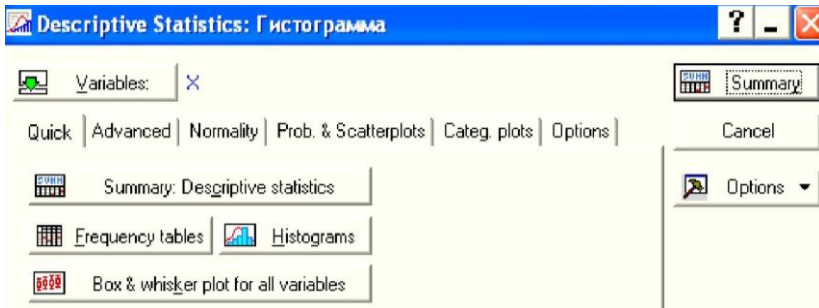 Descriptive Statistics: Гистограмма
Variables: X
Summary
Quick Advanced Normality Prob. & Scatterplots Categ. plots Options
Cancel
Summary: Descriptive statistics
Options
Frequency tables Histograms
Box & whisker plot for all variables